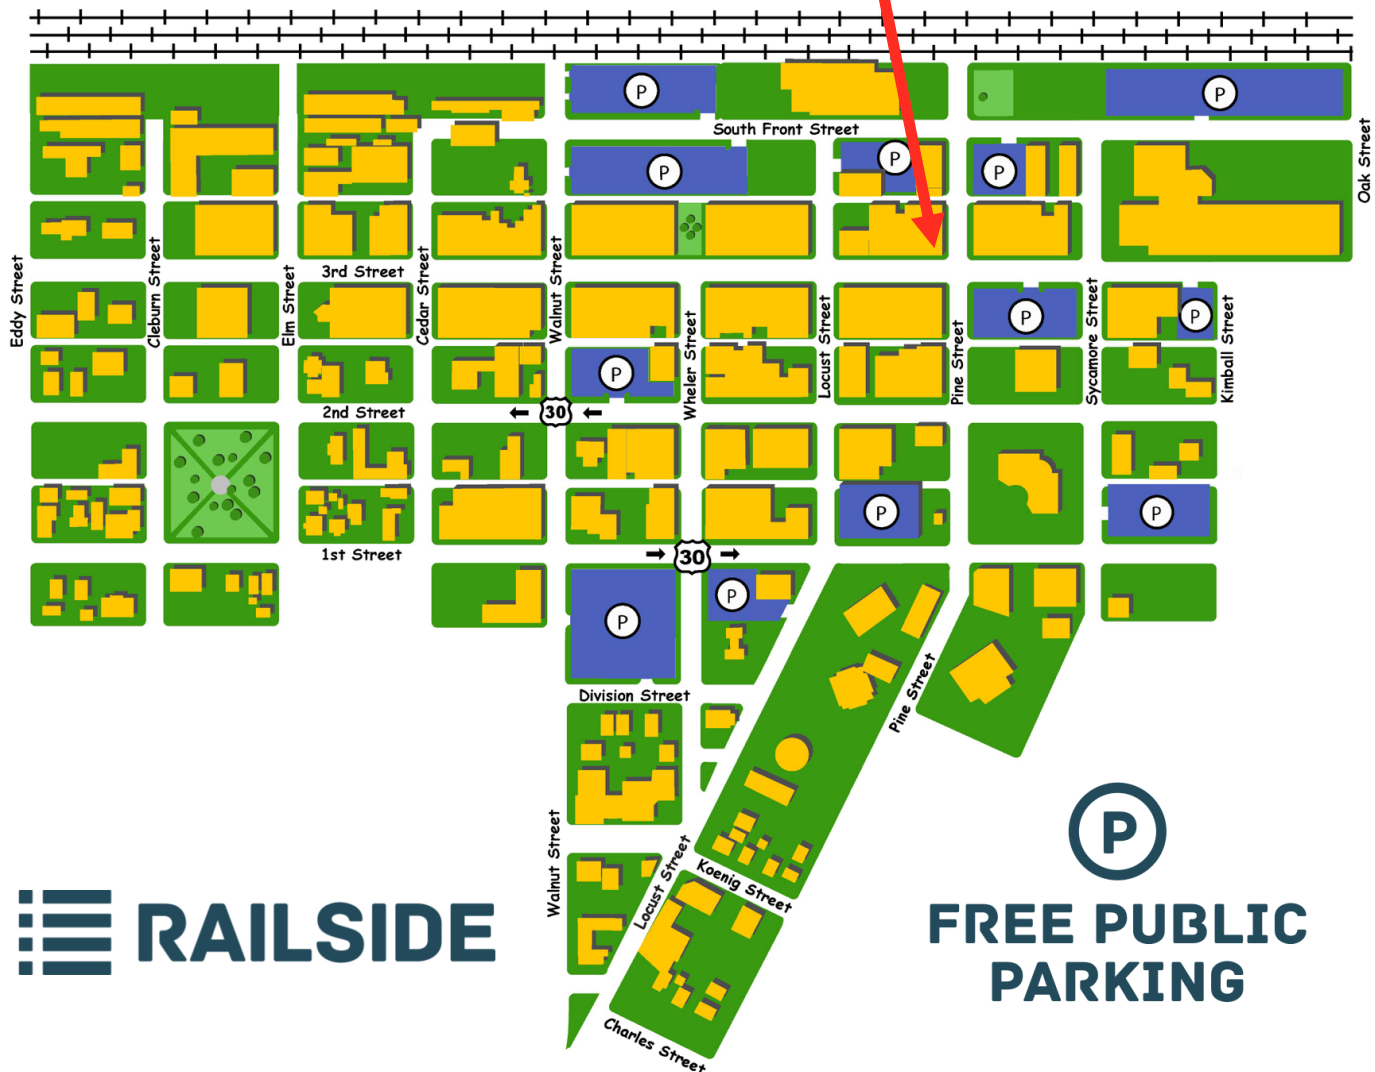 P
P
South Front Street
P
P
P
Oak Street
Eddy Street
Cleburn Street
Elm Street
3rd Street
Cedar Street
Walnut Street
Wheler Street
Locust Street
Pine Street
Sycamore Street
Kimball Street
P
P
P
2nd Street
30
P
P
1st Street
30
P
P
Division Street
Pine Street
Walnut Street
Locust Street
Koenig Street
Charles Street
RAILSIDE
P
FREE PUBLIC
PARKING